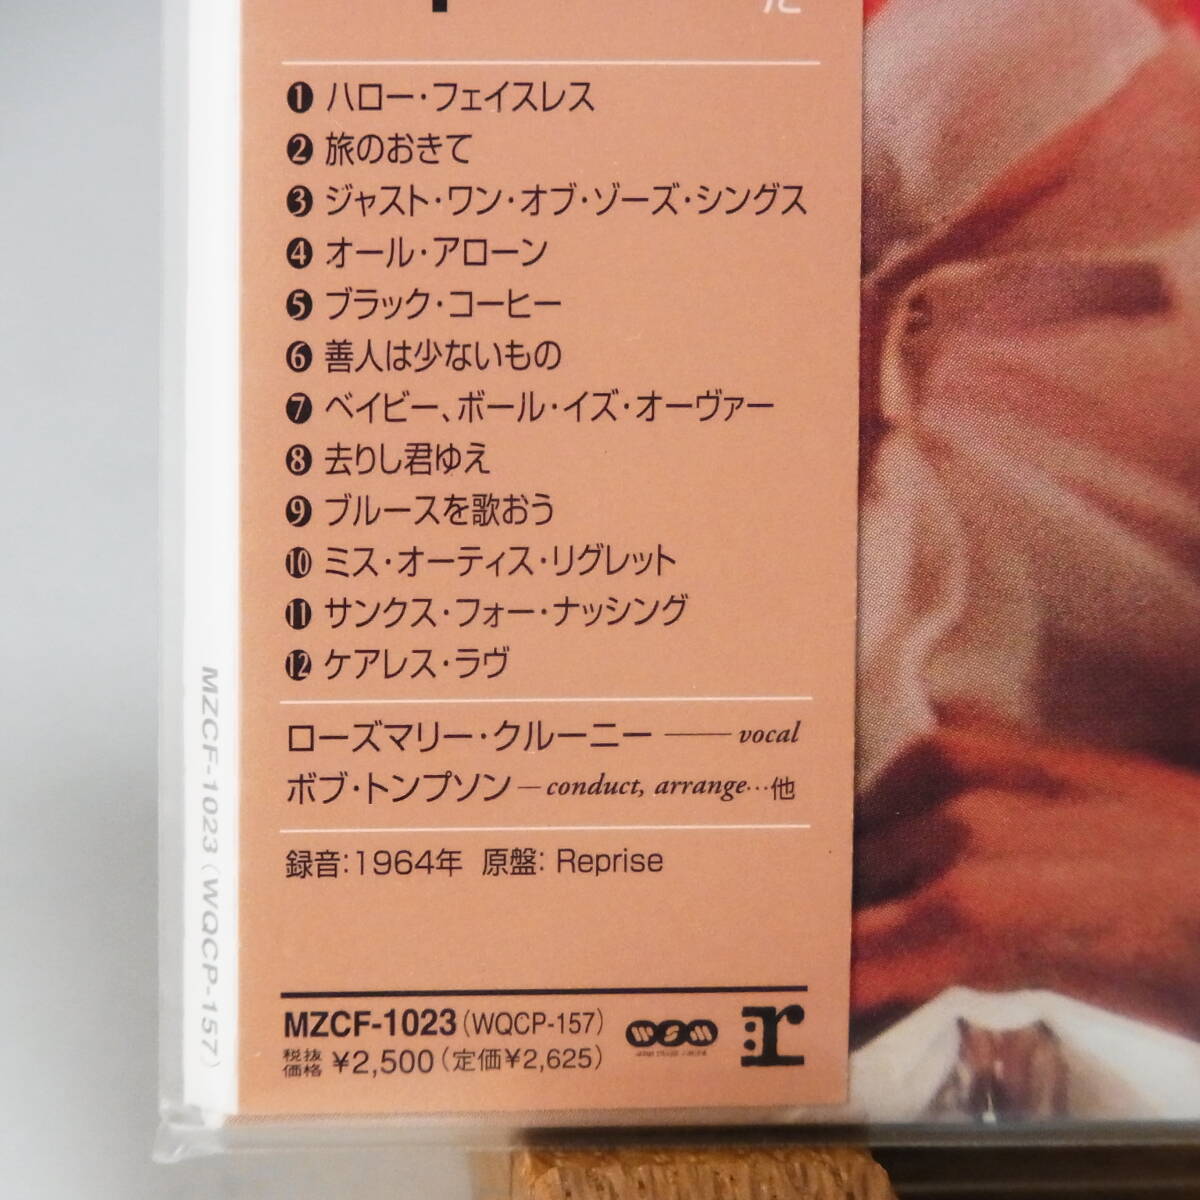 ❶ ハロー・フェイスレス
❷ 旅のおきて
❸ ジャスト・ワン・オブ・ゾーズ・シングス
❹ オール・アローン
❺ ブラック・コーヒー
❻ 善人は少ないもの
❼ ベイビー、ボール・イズ・オーヴァー
❽ 去りし君ゆえ
❾ ブルースを歌おう
❿ ミス・オーティス・リグレット
⓫ サンクス・フォー・ナッシング
⓬ ケアレス・ラヴ
ローズマリー・クルーニー —— vocal
ボブ・トンプソン — conduct, arrange…他
録音:1964年 原盤: Reprise
MZCF-1023(WQCP-157)
税抜価格 ¥2,500(定価¥2,625)
WSM
r:
MZCF-1023 (WQCP-157)